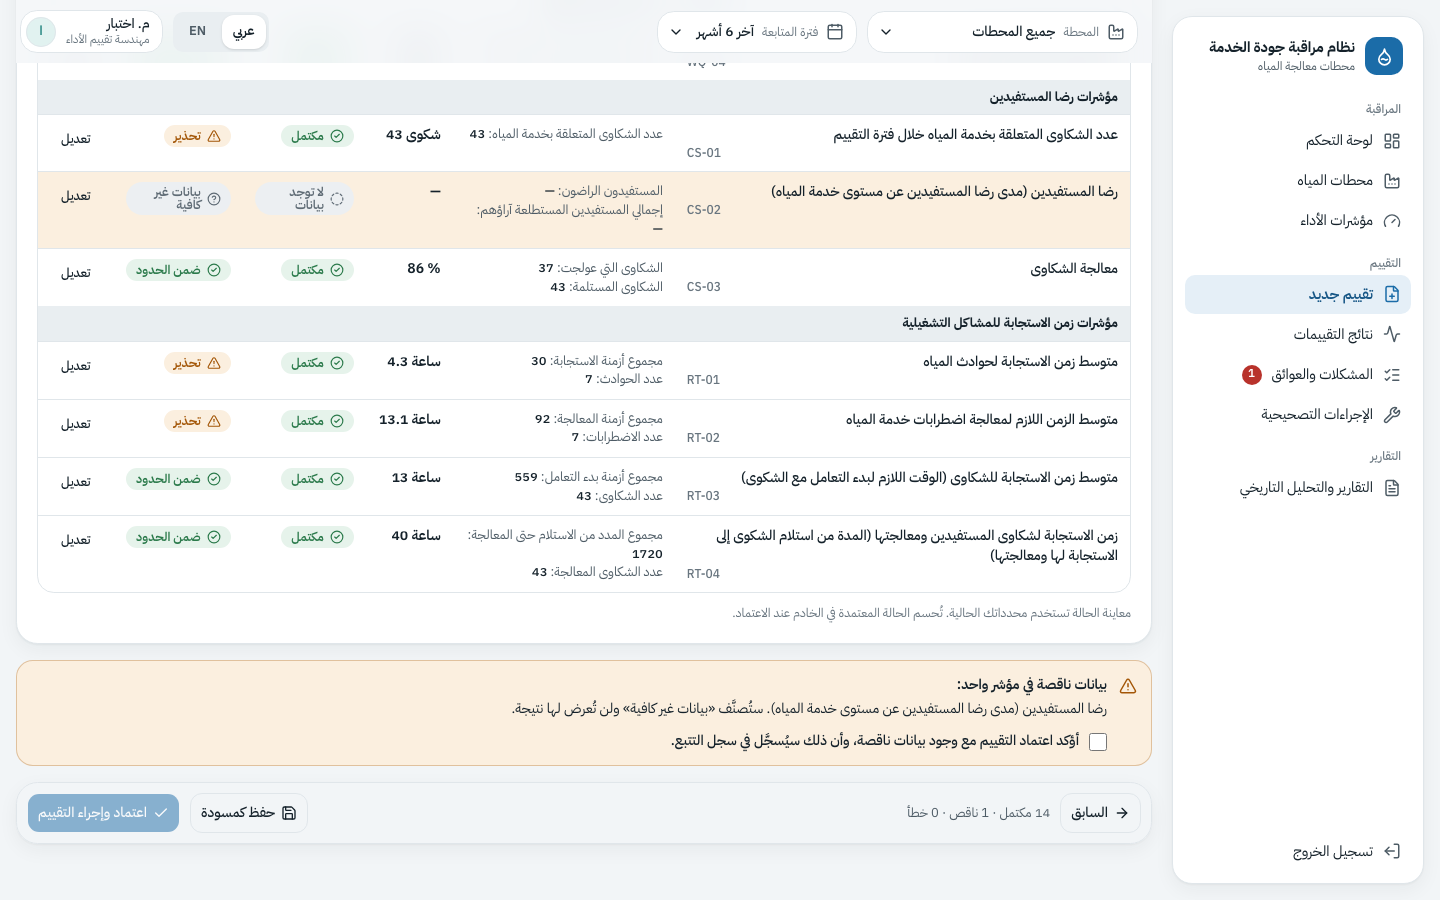 نظام مراقبة جودة الخدمة
محطات معالجة المياه
المراقبة
لوحة التحكم
محطات المياه
مؤشرات الأداء
التقييم
تقييم جديد
نتائج التقييمات
المشكلات والعوائق 1
الإجراءات التصحيحية
التقارير
التقارير والتحليل التاريخي
تسجيل الخروج
المحطة جميع المحطات
فترة المتابعة آخر 6 أشهر
عربي EN
م. اختبار
مهندسة تقييم الأداء
ا
مؤشرات رضا المستفيدين
عدد الشكاوى المتعلقة بخدمة المياه خلال فترة التقييم
CS-01
عدد الشكاوى المتعلقة بخدمة المياه: 43
43 شكوى
مكتمل
تحذير
تعديل
رضا المستفيدين (مدى رضا المستفيدين عن مستوى خدمة المياه)
CS-02
المستفيدون الراضون: —
إجمالي المستفيدين المستطلعة آراؤهم:
—
—
لا توجد
بيانات
بيانات غير
كافية
تعديل
معالجة الشكاوى
CS-03
الشكاوى التي عولجت: 37
الشكاوى المستلمة: 43
86 %
مكتمل
ضمن الحدود
تعديل
مؤشرات زمن الاستجابة للمشاكل التشغيلية
متوسط زمن الاستجابة لحوادث المياه
RT-01
مجموع أزمنة الاستجابة: 30
عدد الحوادث: 7
4.3 ساعة
مكتمل
تحذير
تعديل
متوسط الزمن اللازم لمعالجة اضطرابات خدمة المياه
RT-02
مجموع أزمنة المعالجة: 92
عدد الاضطرابات: 7
13.1 ساعة
مكتمل
تحذير
تعديل
متوسط زمن الاستجابة للشكاوى (الوقت اللازم لبدء التعامل مع الشكوى)
RT-03
مجموع أزمنة بدء التعامل: 559
عدد الشكاوى: 43
13 ساعة
مكتمل
ضمن الحدود
تعديل
زمن الاستجابة لشكاوى المستفيدين ومعالجتها (المدة من استلام الشكوى إلى
الاستجابة لها ومعالجتها)
RT-04
مجموع المدد من الاستلام حتى المعالجة:
1720
عدد الشكاوى المعالجة: 43
40 ساعة
مكتمل
ضمن الحدود
تعديل
معاينة الحالة تستخدم محدداتك الحالية. تُحسم الحالة المعتمدة في الخادم عند الاعتماد.
بيانات ناقصة في مؤشر واحد:
رضا المستفيدين (مدى رضا المستفيدين عن مستوى خدمة المياه). ستُصنَّف «بيانات غير كافية» ولن تُعرض لها نتيجة.
أؤكد اعتماد التقييم مع وجود بيانات ناقصة، وأن ذلك سيُسجَّل في سجل التتبع.
السابق
14 مكتمل · 1 ناقص · 0 خطأ
حفظ كمسودة
اعتماد وإجراء التقييم